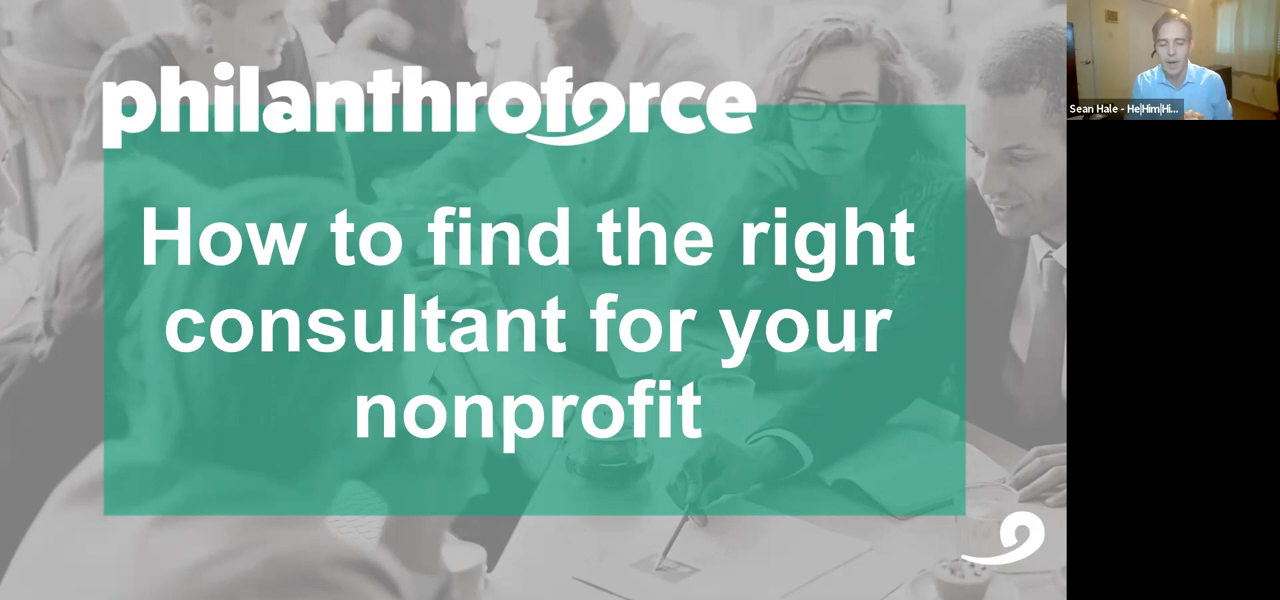 philanthroforce
How to find the right
consultant for your
nonprofit
Sean Hale - He|Him|Hi...